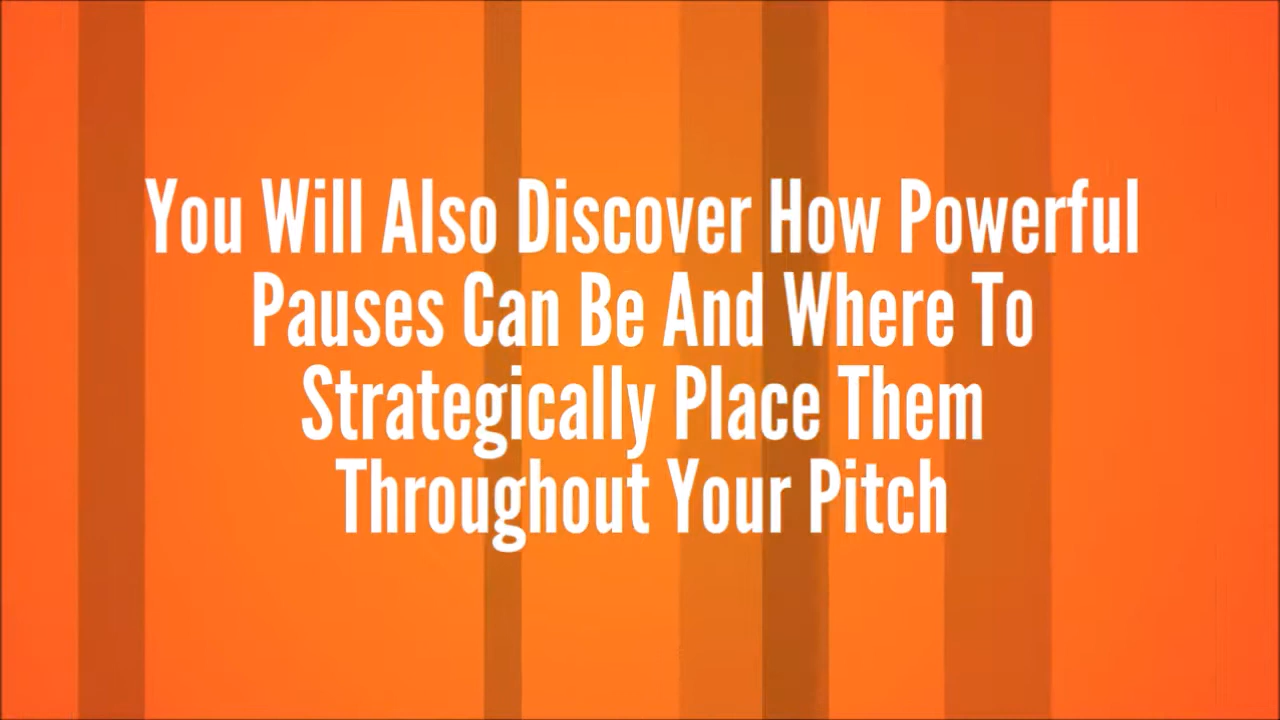 You Will Also Discover How Powerful
Pauses Can Be And Where To
Strategically Place Them
Throughout Your Pitch